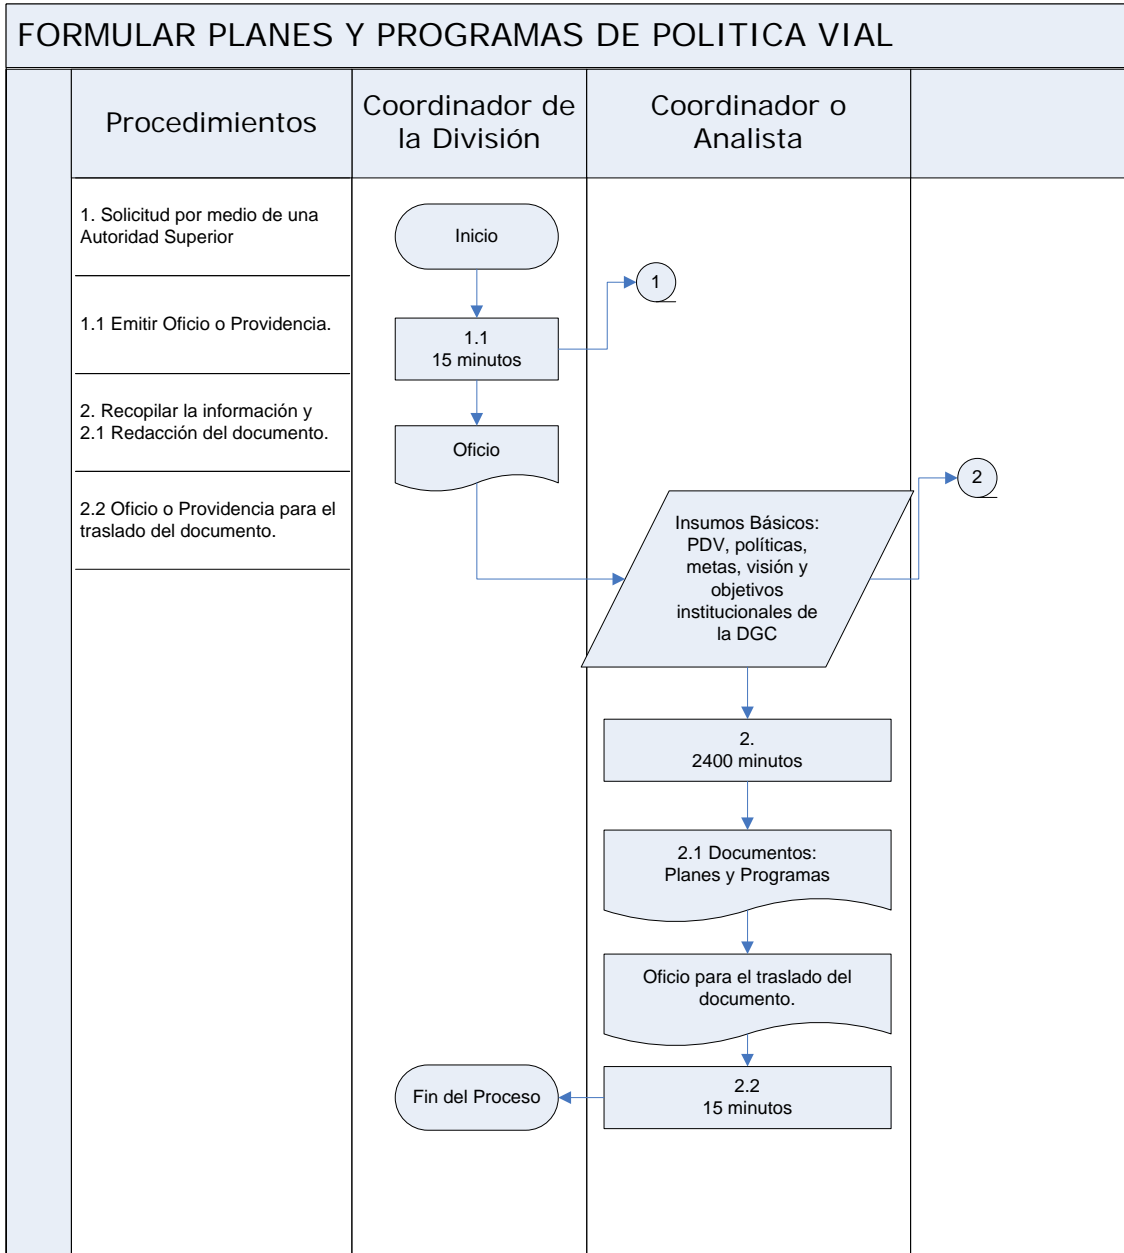 FORMULAR PLANES Y PROGRAMAS DE POLITICA VIAL
Procedimientos
Coordinador de
la División
Coordinador o
Analista
1. Solicitud por medio de una
Autoridad Superior
1.1 Emitir Oficio o Providencia.
2. Recopilar la información y
2.1 Redacción del documento.
2.2 Oficio o Providencia para el
traslado del documento.
Inicio
1
1.1
15 minutos
Oficio
2
Insumos Básicos:
PDV, políticas,
metas, visión y
objetivos
institucionales de
la DGC
2.
2400 minutos
2.1 Documentos:
Planes y Programas
Oficio para el traslado del
documento.
2.2
15 minutos
Fin del Proceso